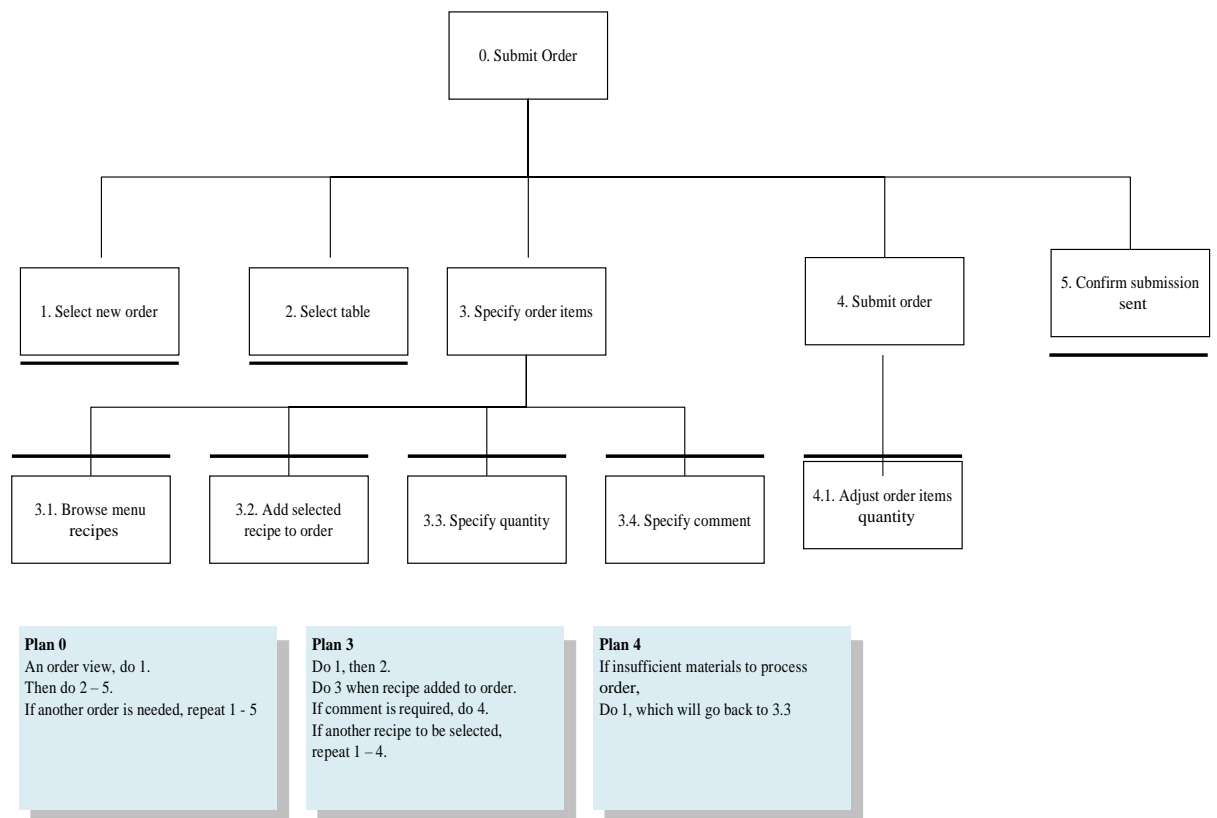 0. Submit Order
1. Select new order
2. Select table
3. Specify order items
4. Submit order
5. Confirm submission
sent
3.1. Browse menu
recipes
3.2. Add selected
recipe to order
3.3. Specify quantity
3.4. Specify comment
4.1. Adjust order items
quantity
Plan 0
An order view, do 1.
Then do 2 – 5.
If another order is needed, repeat 1 - 5
Plan 3
Do 1, then 2.
Do 3 when recipe added to order.
If comment is required, do 4.
If another recipe to be selected,
repeat 1 – 4.
Plan 4
If insufficient materials to process
order,
Do 1, which will go back to 3.3